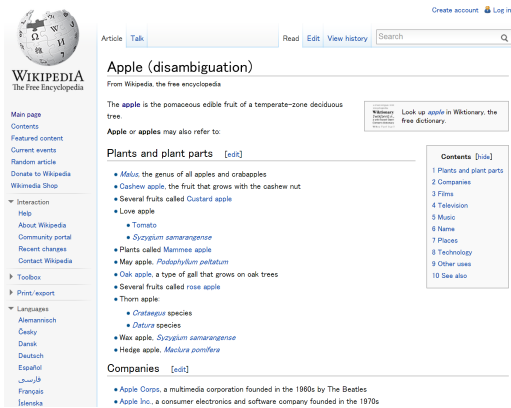 Create account Log in
Article Talk Read Edit View history Search
WIKIPEDIA
The Free Encyclopedia
Main page
Contents
Featured content
Current events
Random article
Donate to Wikipedia
Wikimedia Shop
Interaction
Help
About Wikipedia
Community portal
Recent changes
Contact Wikipedia
Toolbox
Print/export
Languages
Alemannisch
Česky
Dansk
Deutsch
Español
فارسی
Français
Íslenska
Apple (disambiguation)
From Wikipedia, the free encyclopedia
The apple is the pomaceous edible fruit of a temperate-zone deciduous
tree.
Look up apple in Wiktionary, the
free dictionary.
Apple or apples may also refer to:
Plants and plant parts [edit]
Malus, the genus of all apples and crabapples
Cashew apple, the fruit that grows with the cashew nut
Several fruits called Custard apple
Love apple
Tomato
Syzygium samarangense
Plants called Mammee apple
May apple, Podophyllum peltatum
Oak apple, a type of gall that grows on oak trees
Several fruits called rose apple
Thorn apple:
Crataegus species
Datura species
Wax apple, Syzygium samarangense
Hedge apple, Maclura pomifera
Contents [hide]
1 Plants and plant parts
2 Companies
3 Films
4 Television
5 Music
6 Name
7 Places
8 Technology
9 Other uses
10 See also
Companies [edit]
Apple Corps, a multimedia corporation founded in the 1960s by The Beatles
Apple Inc., a consumer electronics and software company founded in the 1970s